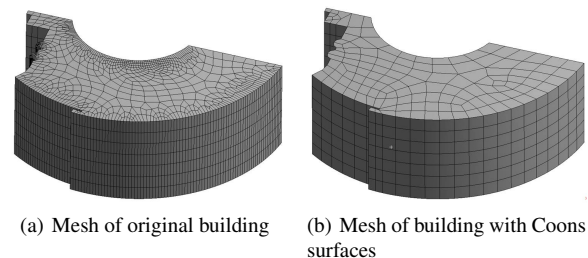 (a) Mesh of original building
(b) Mesh of building with Coons
surfaces